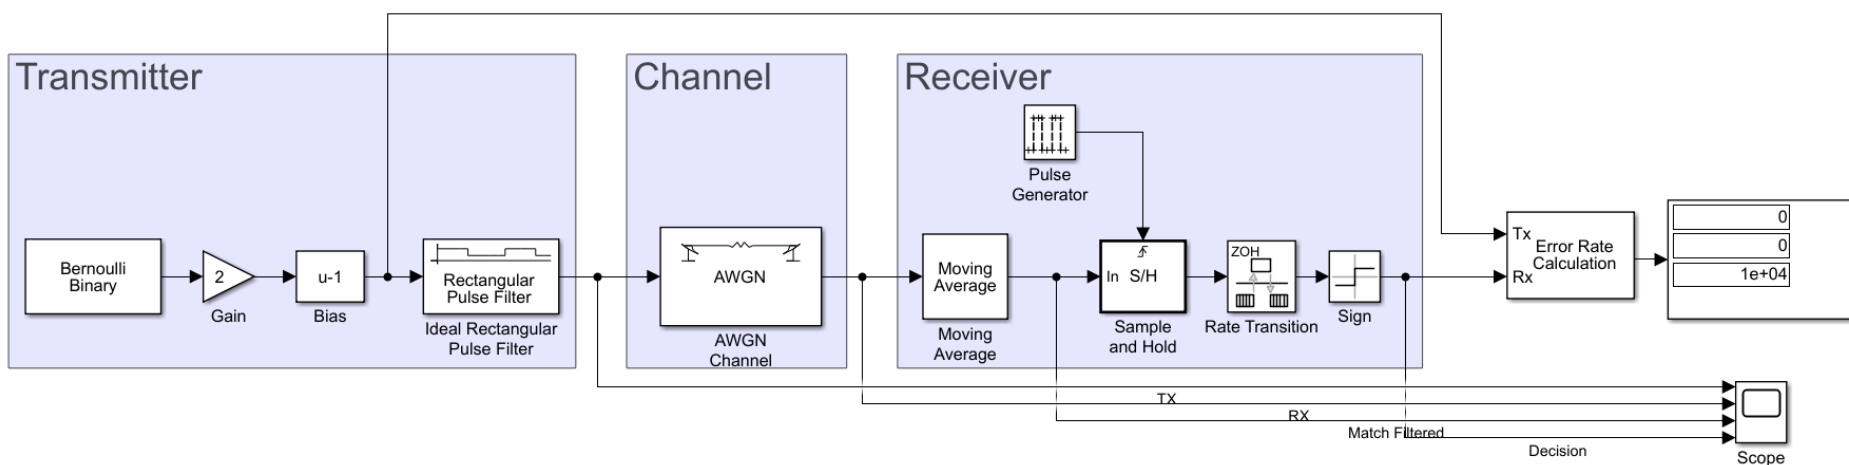 Transmitter
Channel
Receiver
Pulse
Generator
Bernoulli
Binary
2
Gain
u-1
Bias
Rectangular
Pulse Filter
Ideal Rectangular
Pulse Filter
AWGN
AWGN
Channel
Moving
Average
Moving
Average
In S/H
Sample
and Hold
ZOH
Rate Transition
Sign
Tx
Rx
Error Rate
Calculation
0
0
1e+04
TX
RX
Match Filtered
Decision
Scope